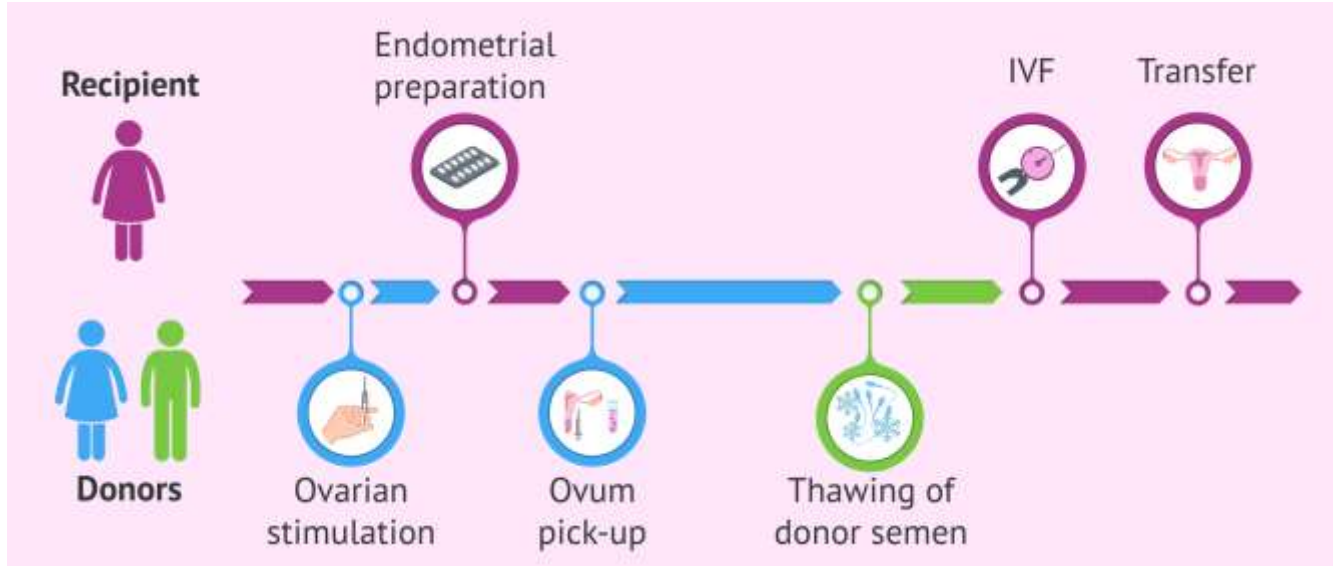 Recipient
Endometrial
preparation
IVF
Transfer
Donors
Ovarian
stimulation
Ovum
pick-up
Thawing of
donor semen